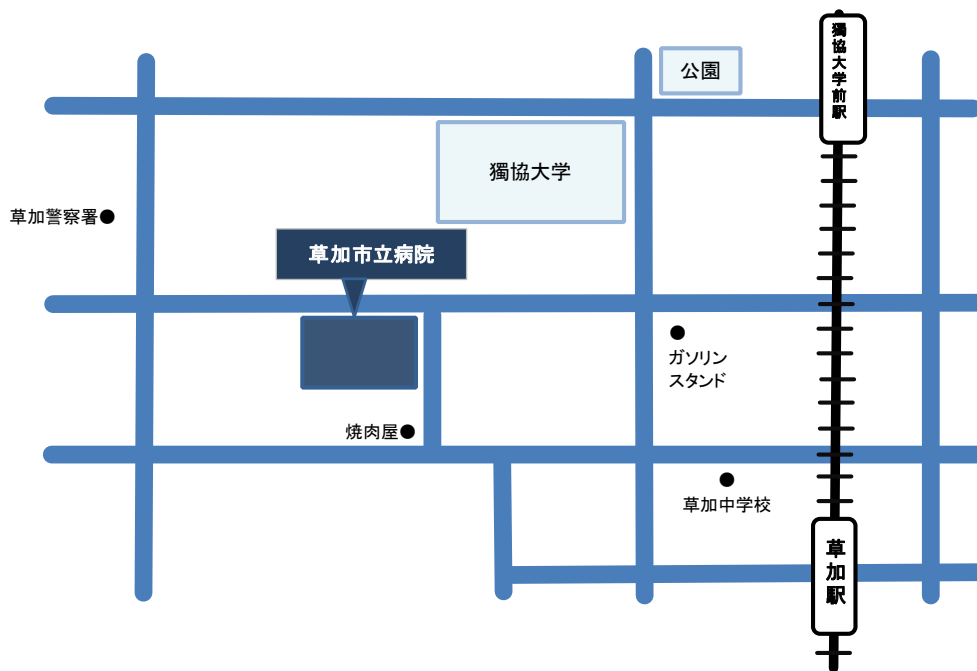 獨協大学前駅
公園
獨協大学
草加警察署
草加市立病院
ガソリン
スタンド
焼肉屋
草加中学校
草加駅